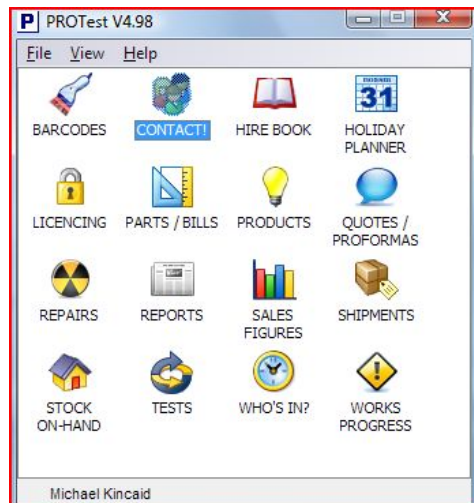 P PROTest V4.98
File View Help
BARCODES CONTACT! HIRE BOOK HOLIDAY PLANNER
31
LICENCING PARTS / BILLS PRODUCTS QUOTES / PROFORMAS
REPAIRS REPORTS SALES FIGURES SHIPMENTS
STOCK ON-HAND TESTS WHO'S IN? WORKS PROGRESS
Michael Kincaid